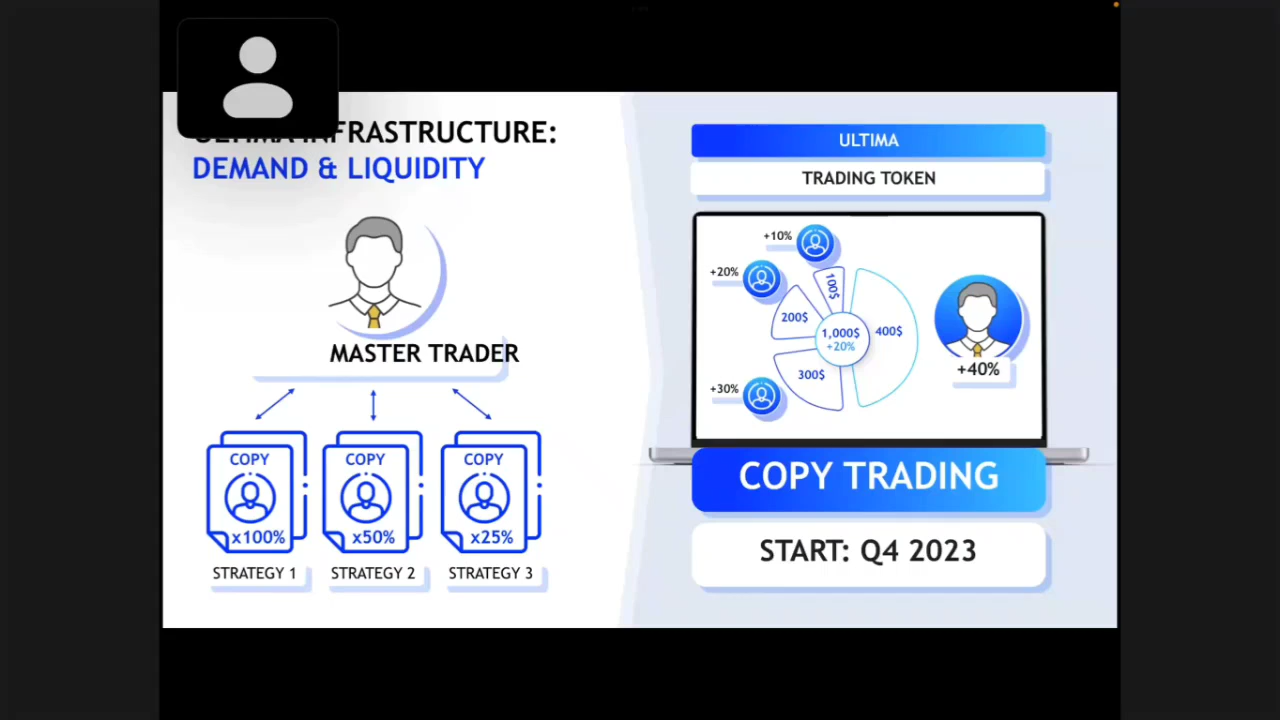 INFRASTRUCTURE:
DEMAND & LIQUIDITY
MASTER TRADER
COPY
x100%
STRATEGY 1
COPY
x50%
STRATEGY 2
COPY
x25%
STRATEGY 3
ULTIMA
TRADING TOKEN
+10%
+20%
100$
200$
1,000$
+20%
400$
300$
+30%
+40%
COPY TRADING
START: Q4 2023